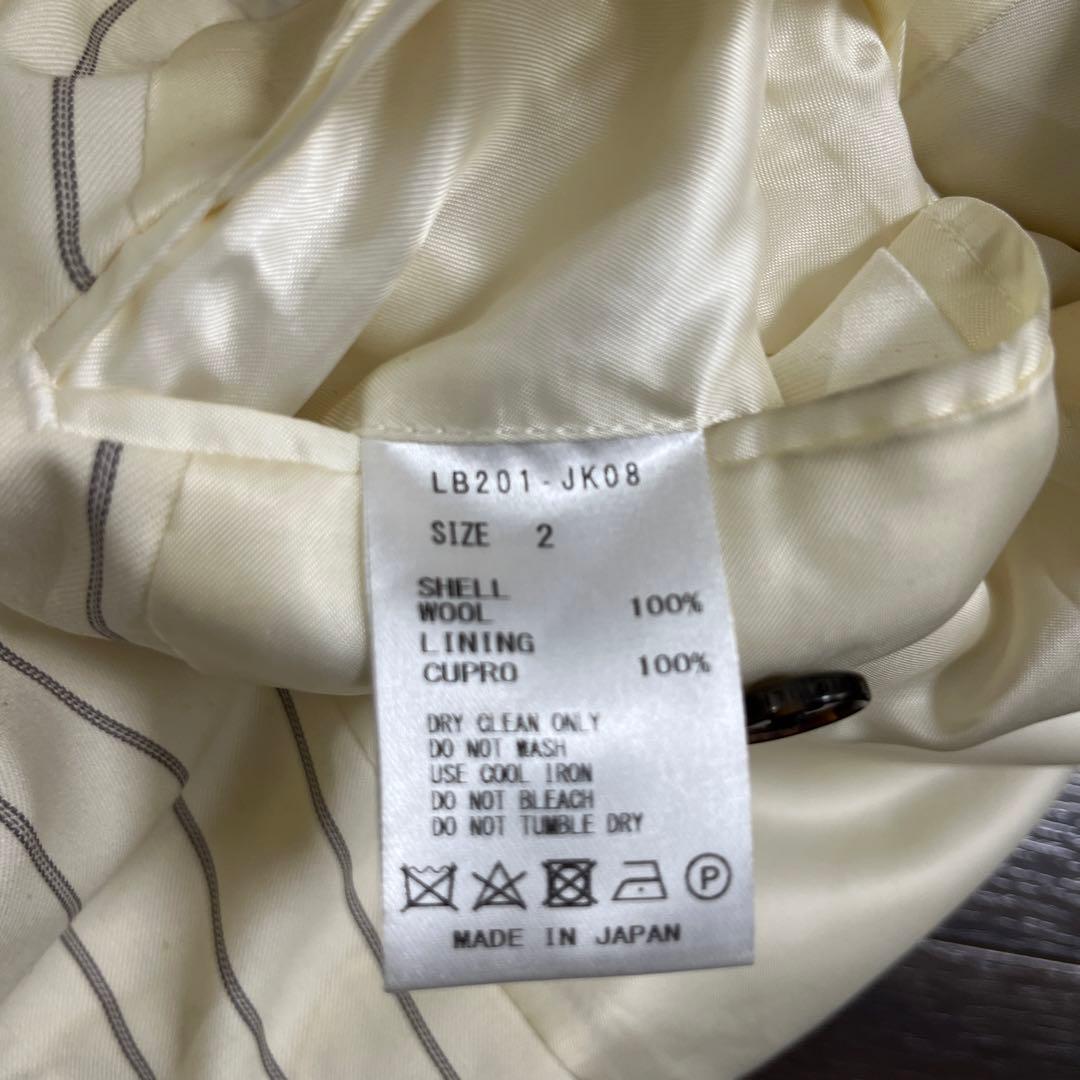 LB201-JK08
SIZE 2
SHELL
WOOL 100%
LINING
CUPRO 100%
DRY CLEAN ONLY
DO NOT WASH
USE COOL IRON
DO NOT BLEACH
DO NOT TUMBLE DRY
P
MADE IN JAPAN